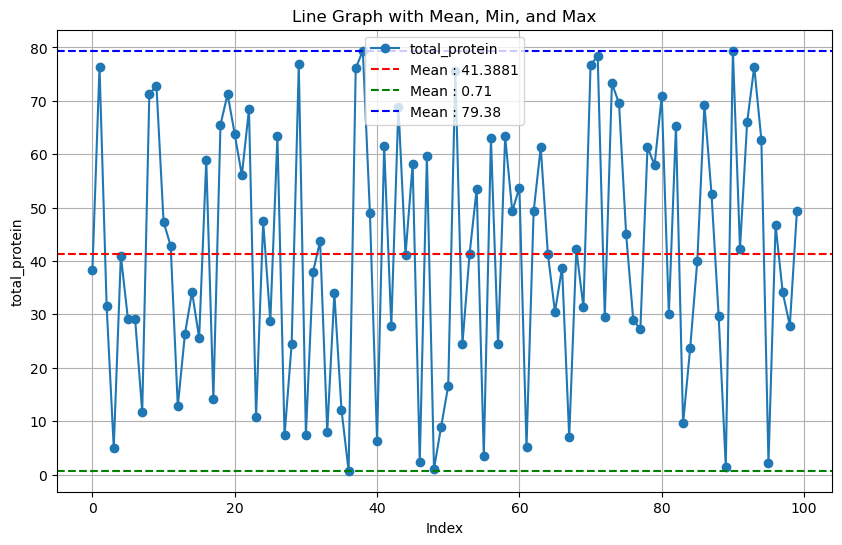 Line Graph with Mean, Min, and Max
total_protein
Mean : 41.3881
Mean : 0.71
Mean : 79.38
80
70
60
50
40
30
20
10
0
total_protein
0 20 40 60 80 100
Index